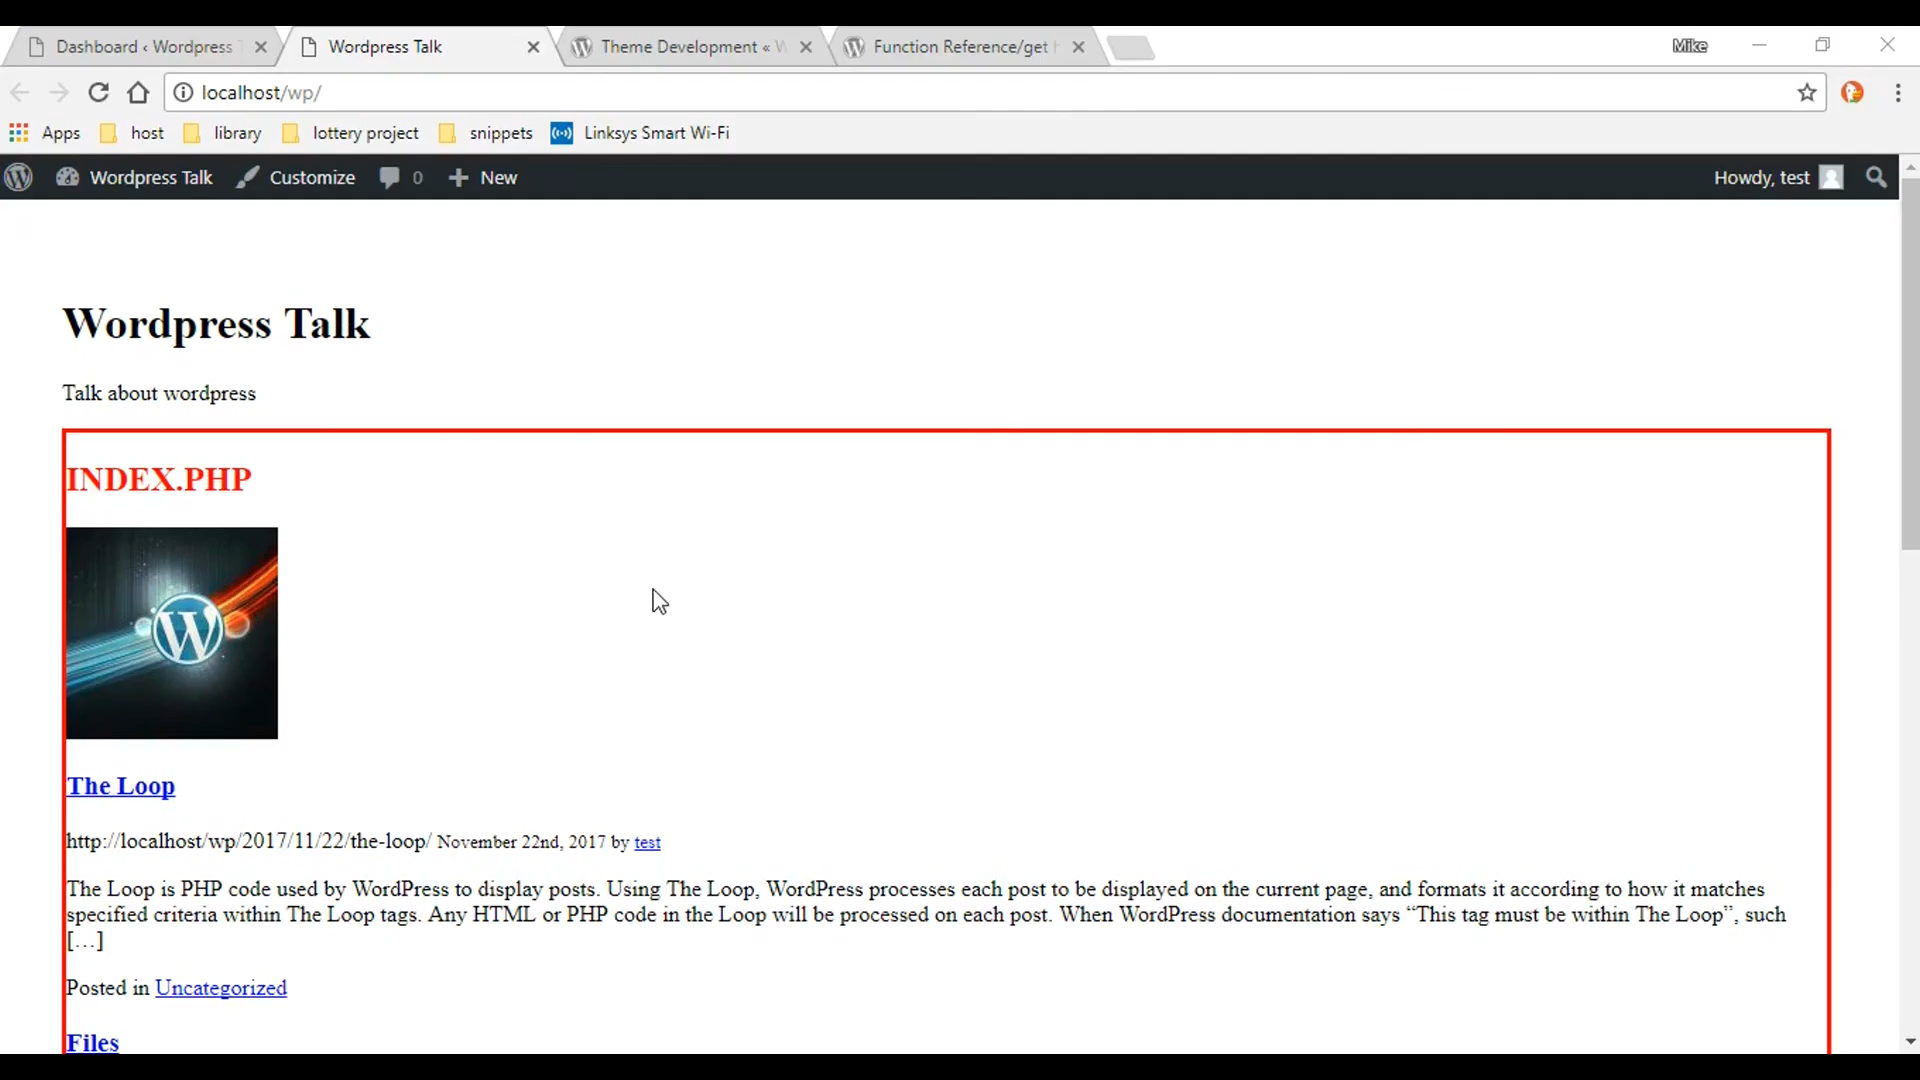 Dashboard ‹ Wordpress
Wordpress Talk
Theme Development «
Function Reference/get
Mike
localhost/wp/
Apps
host
library
lottery project
snippets
Linksys Smart Wi-Fi
Wordpress Talk
Customize
0
New
Howdy, test
Wordpress Talk
Talk about wordpress
INDEX.PHP
The Loop
http://localhost/wp/2017/11/22/the-loop/ November 22nd, 2017 by test
The Loop is PHP code used by WordPress to display posts. Using The Loop, WordPress processes each post to be displayed on the current page, and formats it according to how it matches
specified criteria within The Loop tags. Any HTML or PHP code in the Loop will be processed on each post. When WordPress documentation says “This tag must be within The Loop”, such
[…]
Posted in Uncategorized
Files